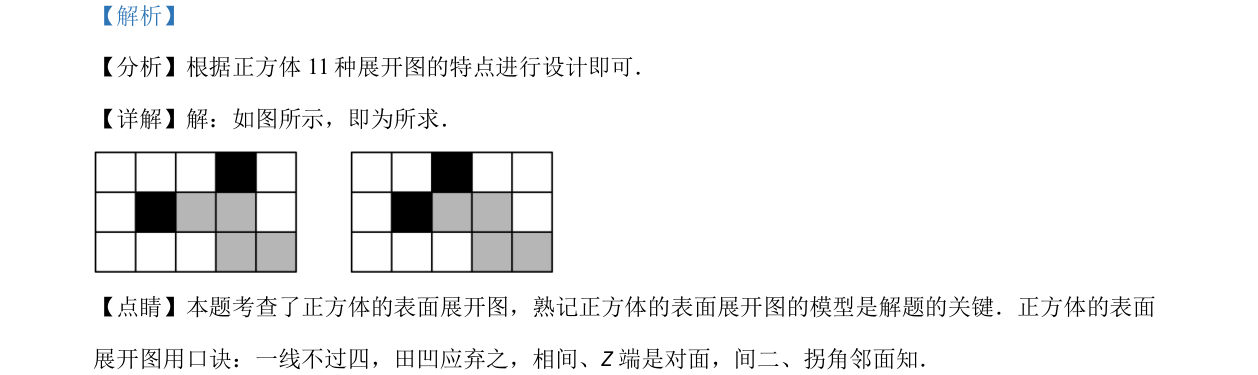 【解析】
【分析】根据正方体 11 种展开图的特点进行设计即可．
【详解】解：如图所示，即为所求．
【点睛】本题考查了正方体的表面展开图，熟记正方体的表面展开图的模型是解题的关键．正方体的表面
展开图用口诀：一线不过四，田凹应弃之，相间、Z 端是对面，间二、拐角邻面知．